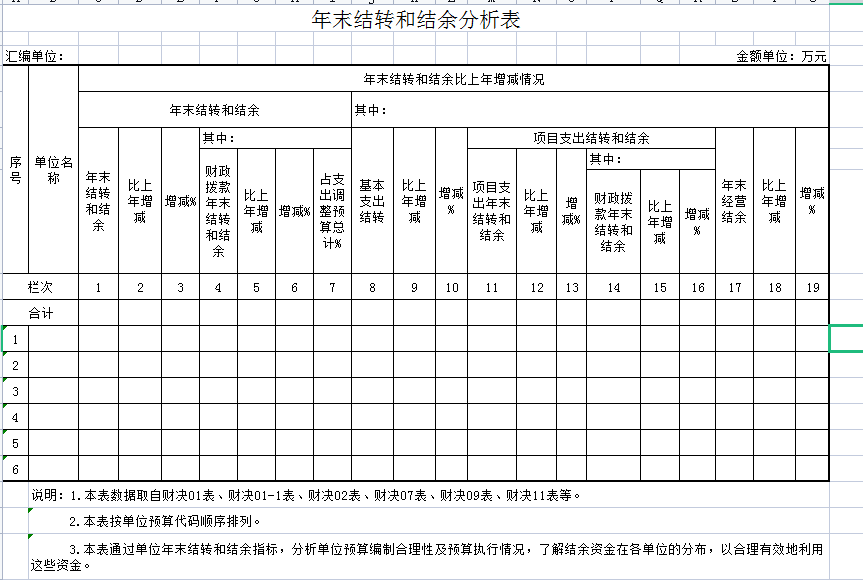 年末结转和结余分析表
汇编单位：
金额单位：万元
年末结转和结余比上年增减情况
年末结转和结余
其中：
其中：
项目支出结转和结余
其中：
序号
单位名称
年末结转和结余
比上年增减
增减%
财政拨款年末结转和结余
比上年增减
增减%
占支出调整预算总计%
基本支出结转
比上年增减
增减%
项目支出年末结转和结余
比上年增减
增减%
财政拨款年末结转和结余
比上年增减
增减%
年末经营结余
比上年增减
增减%
栏次 1 2 3 4 5 6 7 8 9 10 11 12 13 14 15 16 17 18 19
合计
1
2
3
4
5
6
说明：1.本表数据取自财决01表、财决01-1表、财决02表、财决07表、财决09表、财决11表等。
2.本表按单位预算代码顺序排列。
3.本表通过单位年末结转和结余指标，分析单位预算编制合理性及预算执行情况，了解结余资金在各单位的分布，以合理有效地利用
这些资金。